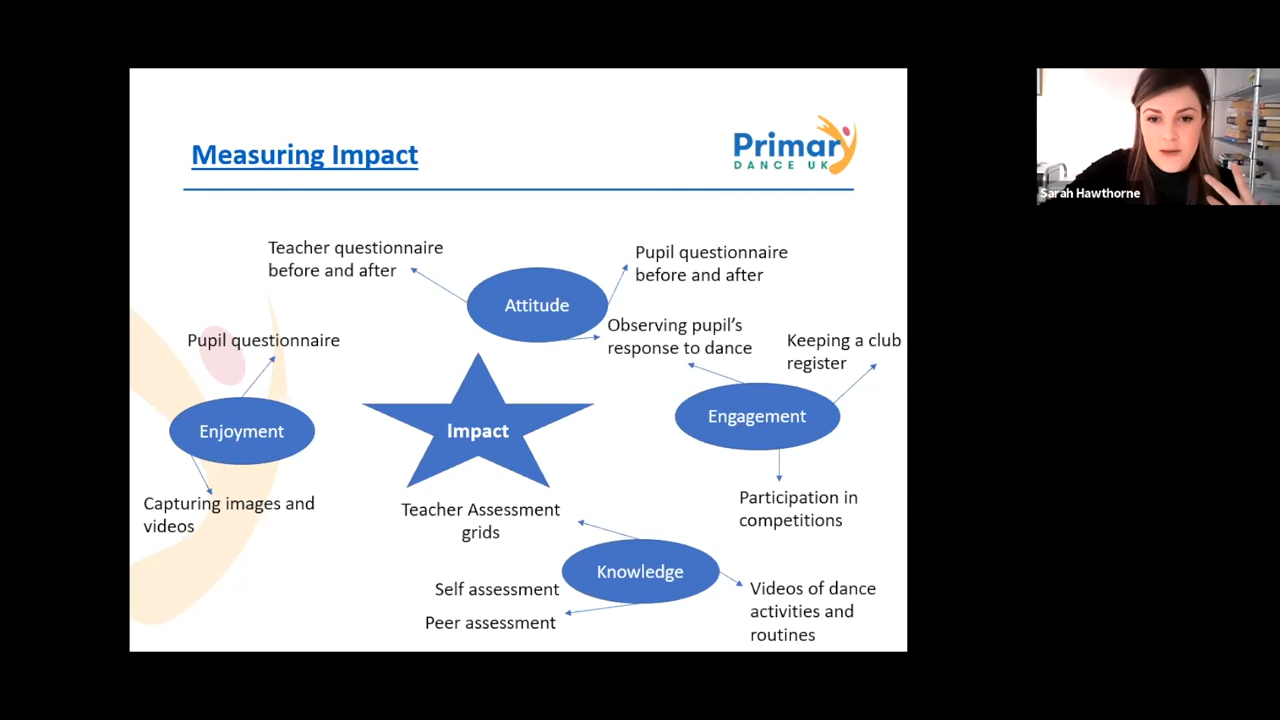 Measuring Impact
Primary
DANCE UK
Sarah Hawthorne
Teacher questionnaire
before and after
Pupil questionnaire
before and after
Attitude
Observing pupil's
response to dance
Keeping a club
register
Pupil questionnaire
Engagement
Enjoyment
Impact
Capturing images and
videos
Participation in
competitions
Teacher Assessment
grids
Knowledge
Self assessment
Peer assessment
Videos of dance
activities and
routines